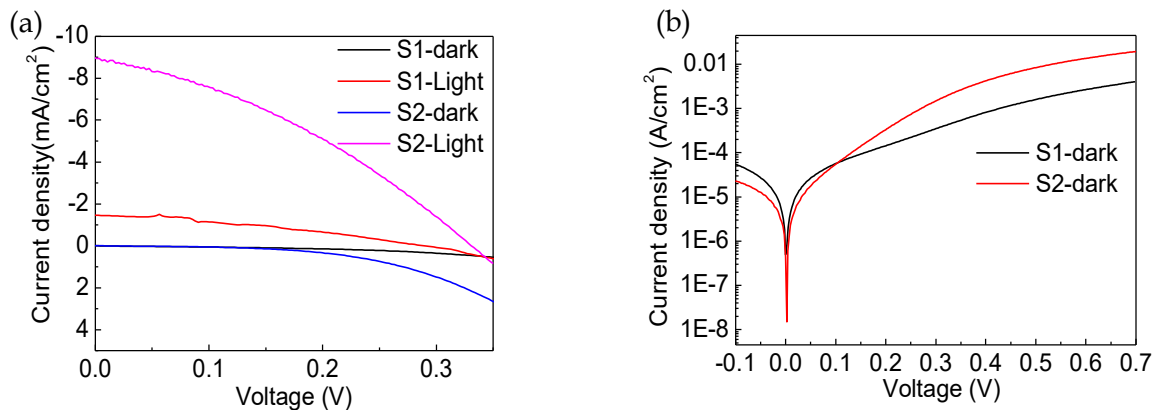 (a)
Current density(mA/cm²)
-10
-8
-6
-4
-2
0
2
4
0.0 0.1 0.2 0.3
Voltage (V)
S1-dark
S1-Light
S2-dark
S2-Light
(b)
Current density (A/cm²)
0.01
1E-3
1E-4
1E-5
1E-6
1E-7
1E-8
-0.1 0.0 0.1 0.2 0.3 0.4 0.5 0.6 0.7
Voltage (V)
S1-dark
S2-dark